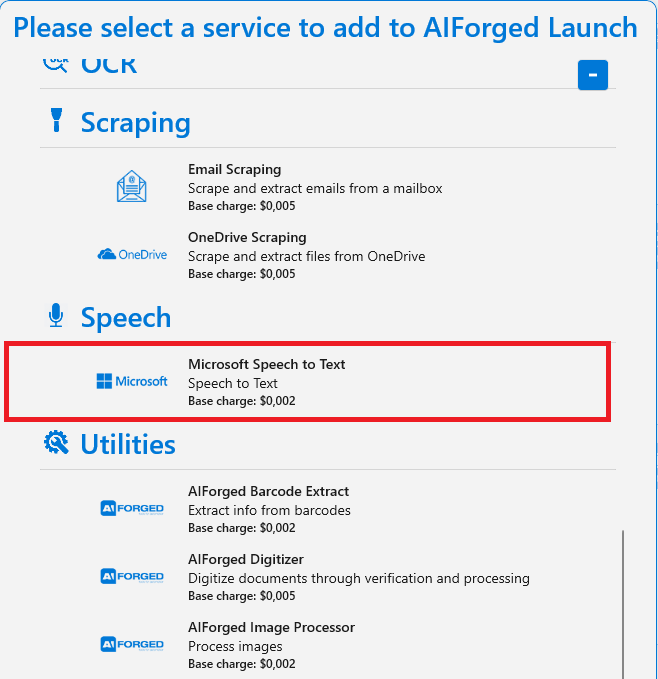 Please select a service to add to AIForged Launch
OCR
-
Scraping
Email Scraping
Scrape and extract emails from a mailbox
Base charge: $0,005
OneDrive
OneDrive Scraping
Scrape and extract files from OneDrive
Base charge: $0,005
Speech
Microsoft
Microsoft Speech to Text
Speech to Text
Base charge: $0,002
Utilities
AIFORGED
AIForged Barcode Extract
Extract info from barcodes
Base charge: $0,002
AIFORGED
AIForged Digitizer
Digitize documents through verification and processing
Base charge: $0,005
AIFORGED
AIForged Image Processor
Process images
Base charge: $0,002